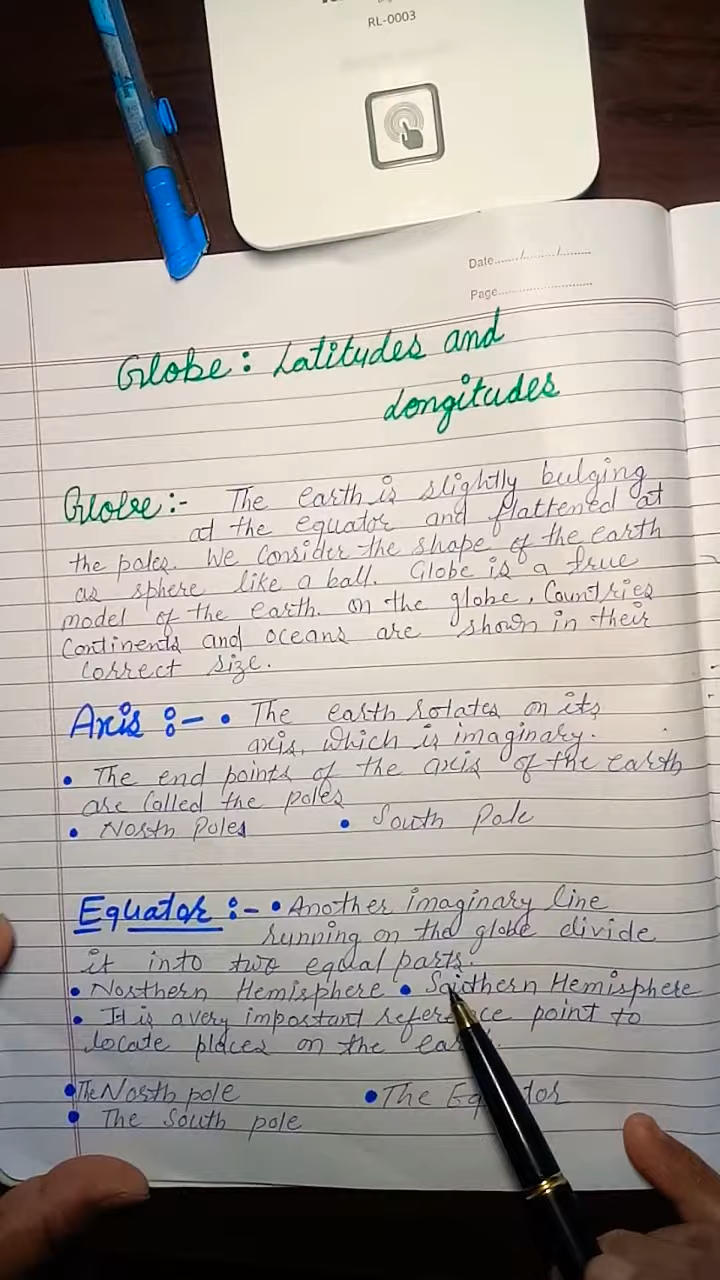 RL-0003
Date......./........../.........
Page...........................
Globe: Latitudes and
Longitudes
Globe:- The earth is slightly bulging
at the equator and flattened at
the poles. We consider the shape of the earth
as sphere like a ball. Globe is a true
model of the earth. on the globe, Countries
Continents and oceans are shown in their
correct size.
Axis :- • The earth rotates on its
axis, which is imaginary.
• The end points of the axis of the earth
are called the poles
• North Poles • South Pole
Equator :- • Another imaginary line
running on the globe divide
it into two equal parts.
• Northern Hemisphere • Southern Hemisphere
• It is a very important reference point to
locate places on the
• The North pole • The
• The South pole